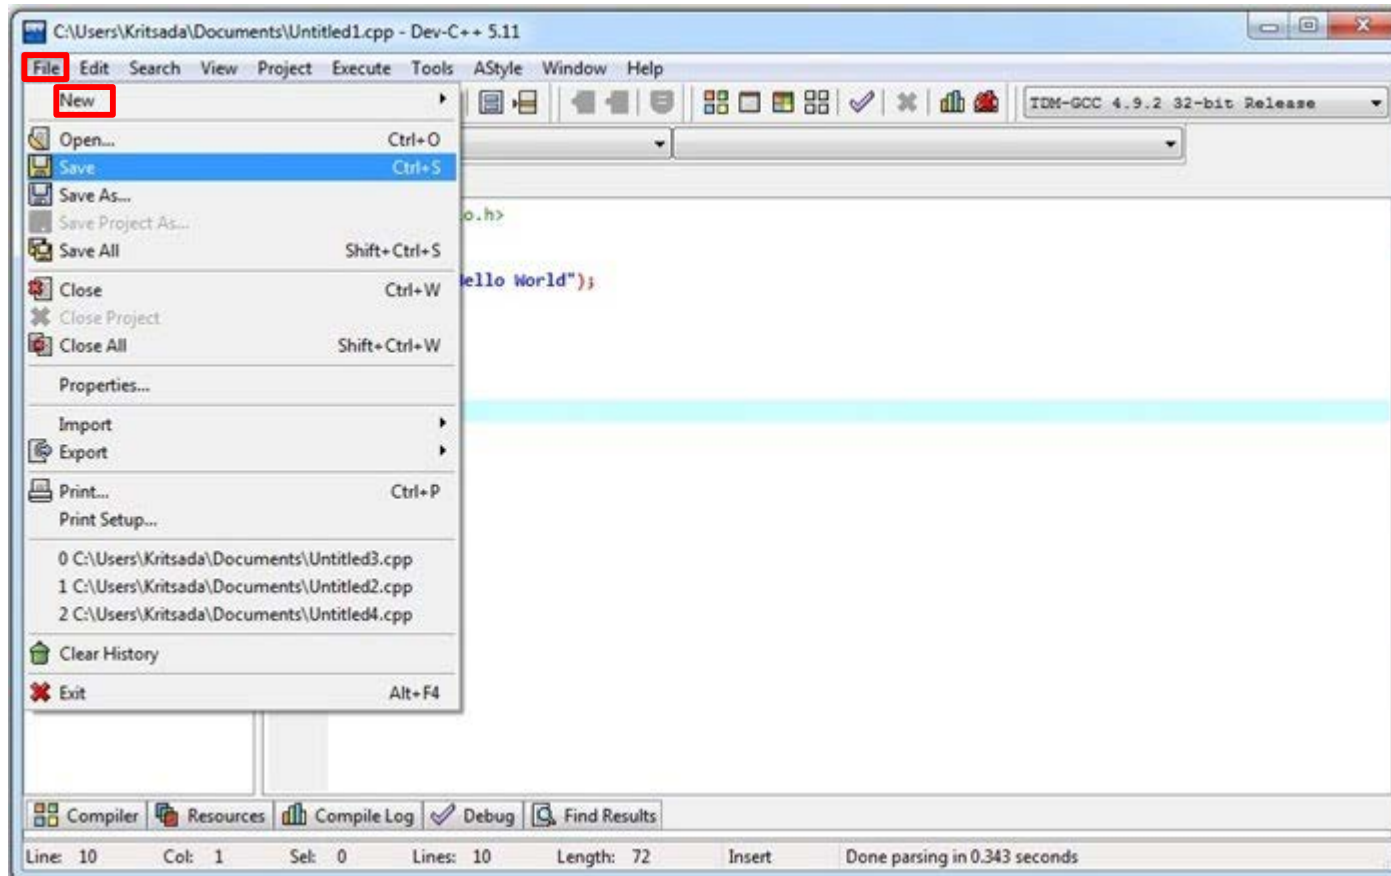 C:\Users\Kritsada\Documents\Untitled1.cpp - Dev-C++ 5.11
File Edit Search View Project Execute Tools AStyle Window Help
New
TDM-GCC 4.9.2 32-bit Release
Open... Ctrl+O
Save Ctrl+S
Save As...
o.h>
Save Project As...
Save All Shift+Ctrl+S
ello World");
Close Ctrl+W
Close Project
Close All Shift+Ctrl+W
Properties...
Import
Export
Print... Ctrl+P
Print Setup...
0 C:\Users\Kritsada\Documents\Untitled3.cpp
1 C:\Users\Kritsada\Documents\Untitled2.cpp
2 C:\Users\Kritsada\Documents\Untitled4.cpp
Clear History
Exit Alt+F4
Compiler Resources Compile Log Debug Find Results
Line: 10 Col: 1 Sel: 0 Lines: 10 Length: 72 Insert Done parsing in 0.343 seconds